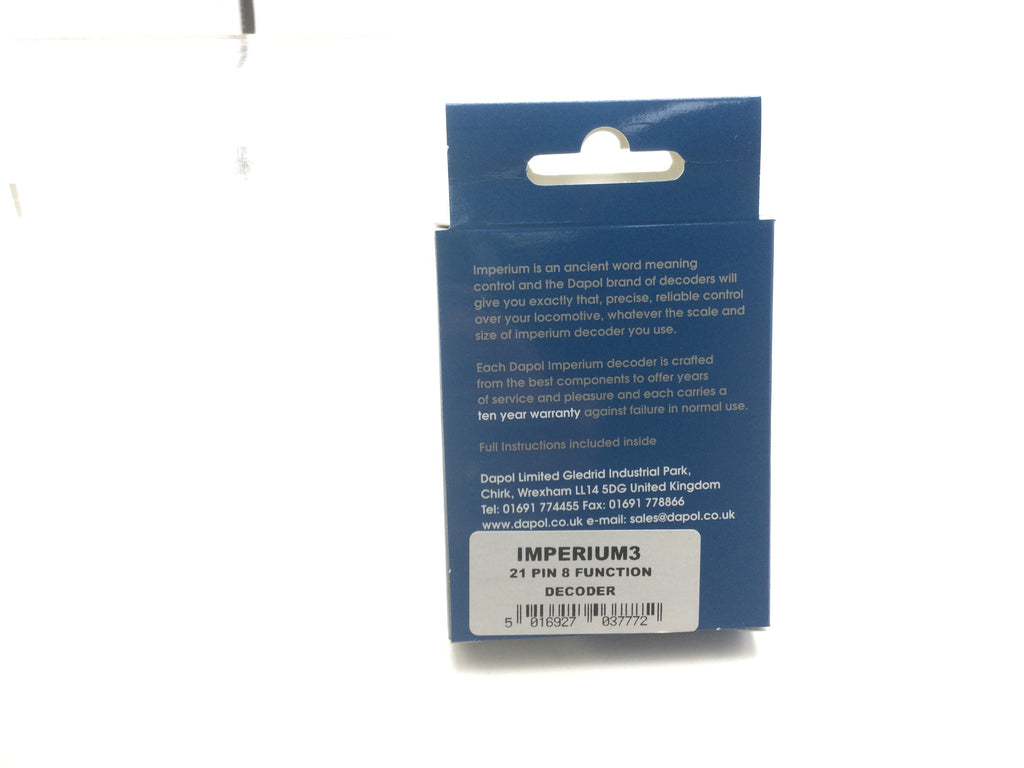 Imperium is an ancient word meaning
control and the Dapol brand of decoders will
give you exactly that, precise, reliable control
over your locomotive, whatever the scale and
size of imperium decoder you use.
Each Dapol Imperium decoder is crafted
from the best components to offer years
of service and pleasure and each carries a
ten year warranty against failure in normal use.
Full Instructions included inside
Dapol Limited Gledrid Industrial Park,
Chirk, Wrexham LL14 5DG United Kingdom
Tel: 01691 774455 Fax: 01691 778866
www.dapol.co.uk e-mail: sales@dapol.co.uk
IMPERIUM3
21 PIN 8 FUNCTION
DECODER
5 016927 037772